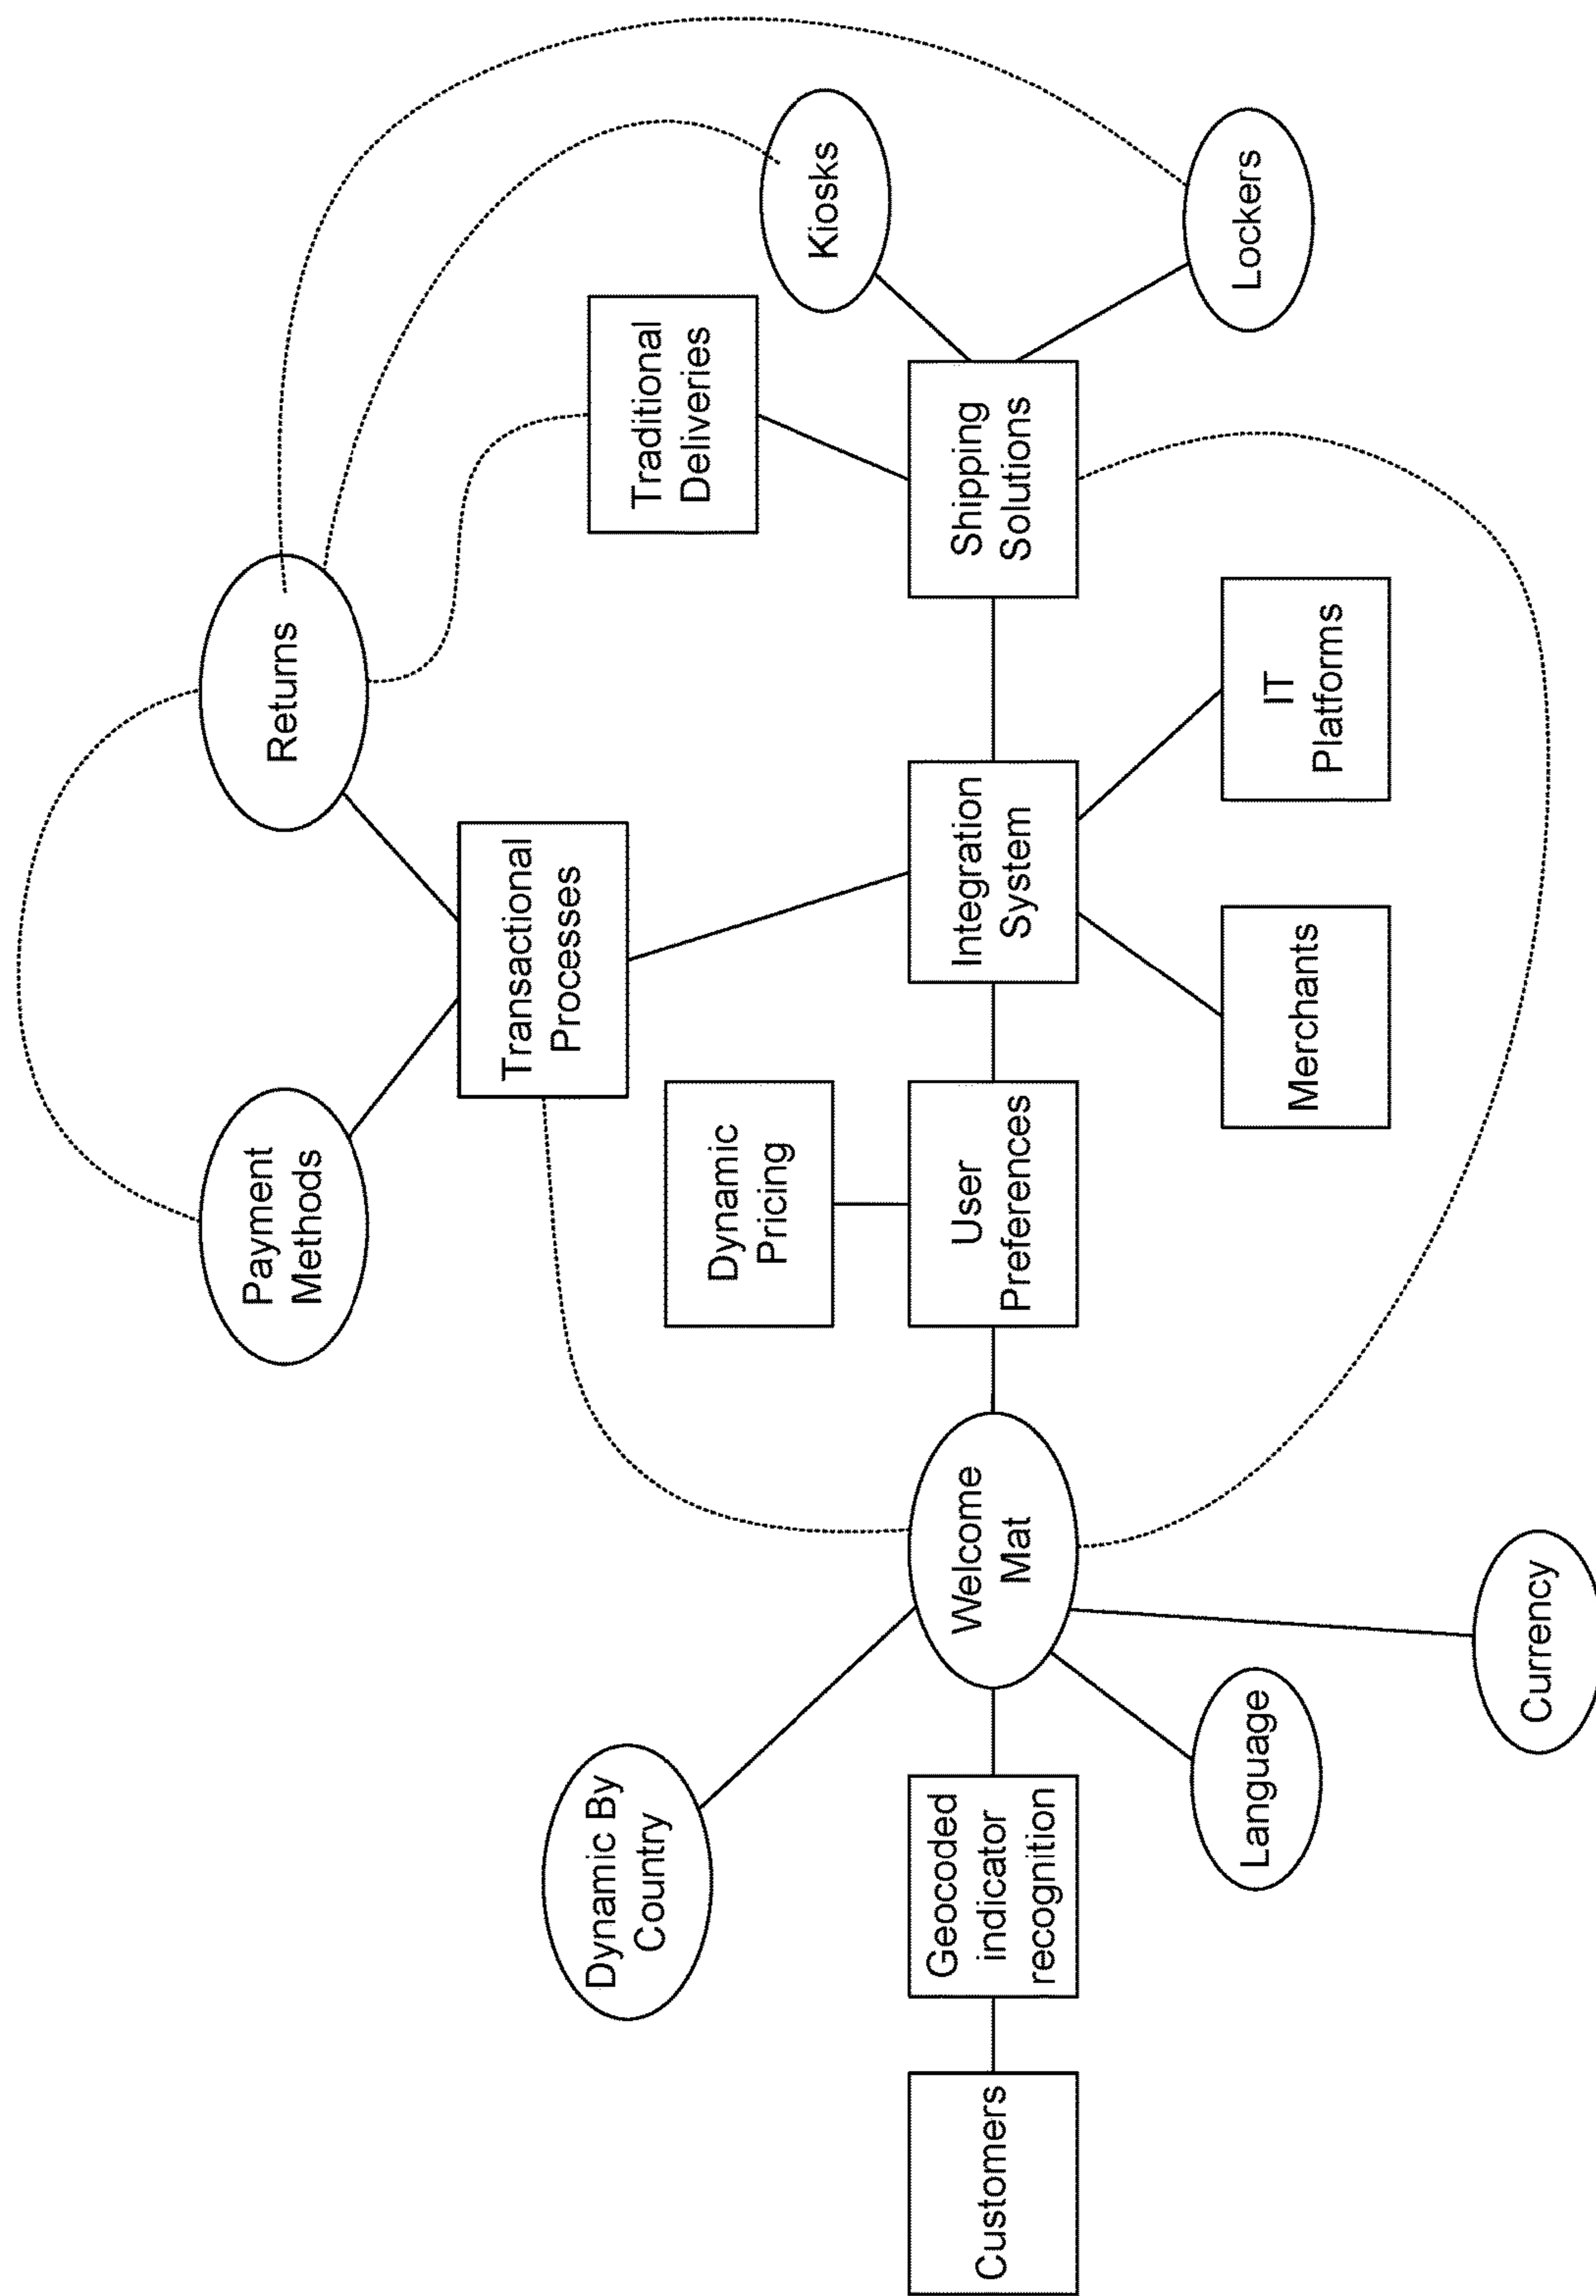 Payment
Methods
Returns
Transactional
Processes
Traditional
Deliveries
Kiosks
Dynamic By
Country
Dynamic
Pricing
Customers
Geocoded
indicator
recognition
Welcome
Mat
User
Preferences
Integration
System
Shipping
Solutions
Language
Merchants
IT
Platforms
Lockers
Currency